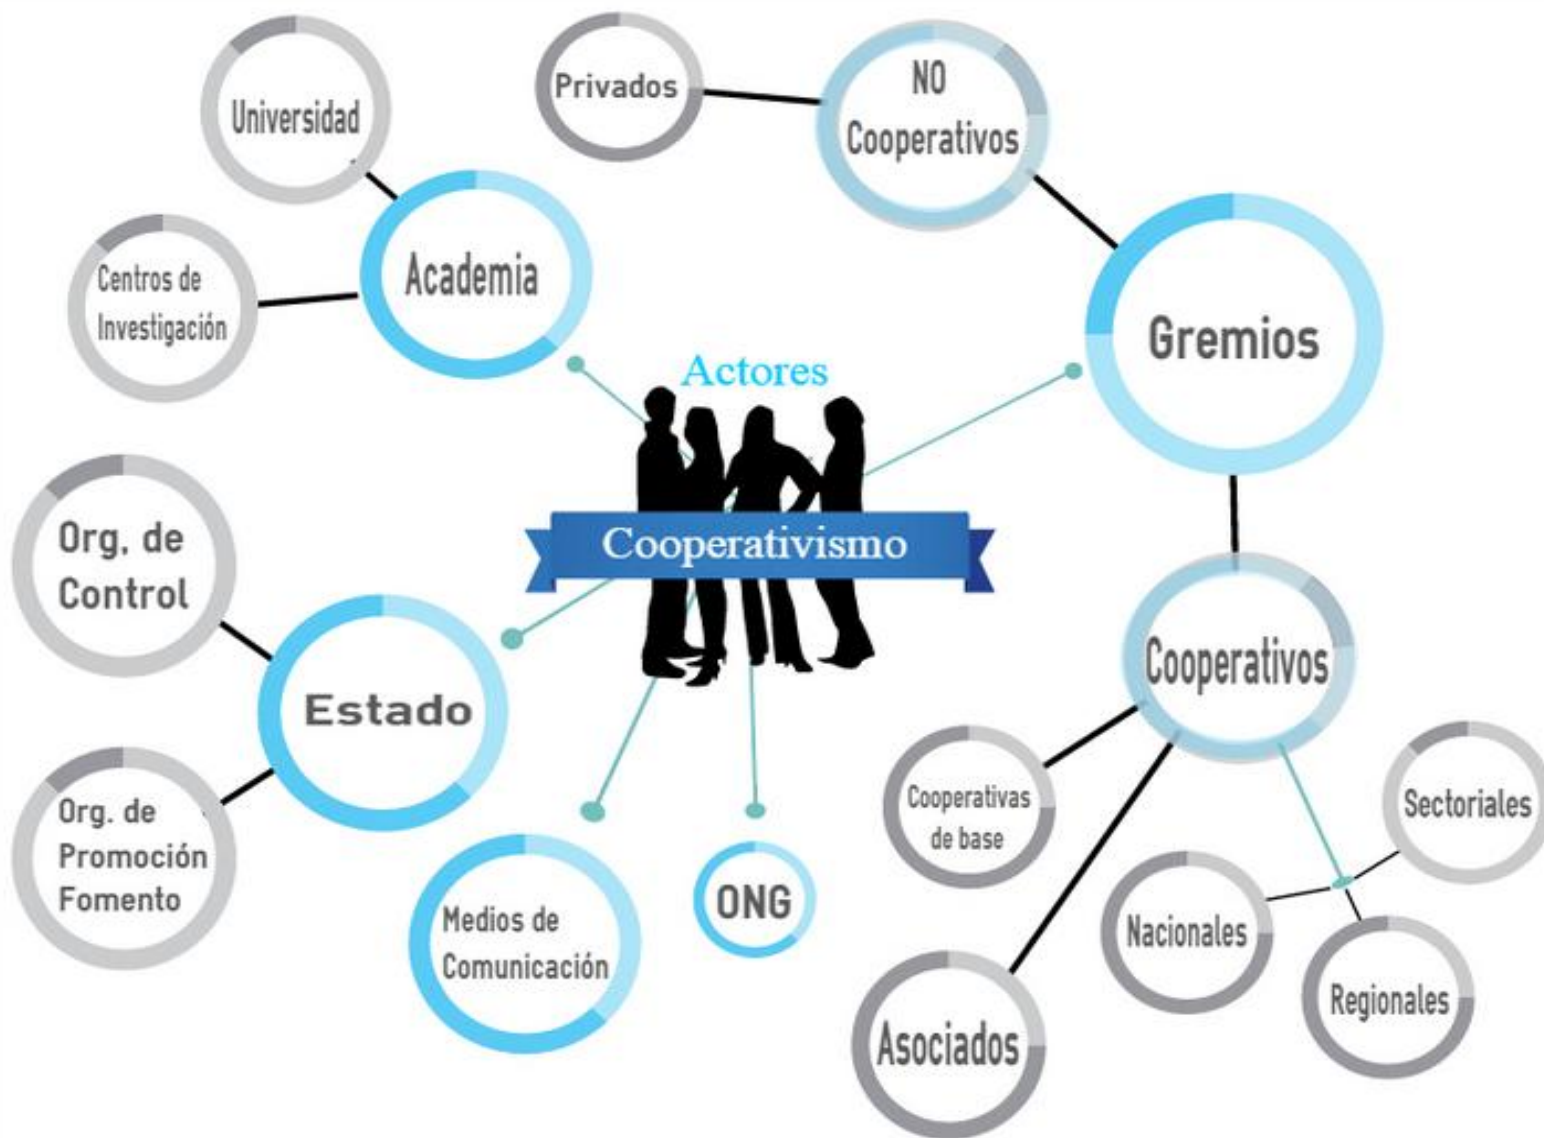 Universidad
Privados
NO
Cooperativos
Centros de
Investigación
Academia
Gremios
Actores
Cooperativismo
Org. de
Control
Estado
Cooperativos
Org. de
Promoción
Fomento
Medios de
Comunicación
ONG
Cooperativas
de base
Sectoriales
Nacionales
Regionales
Asociados